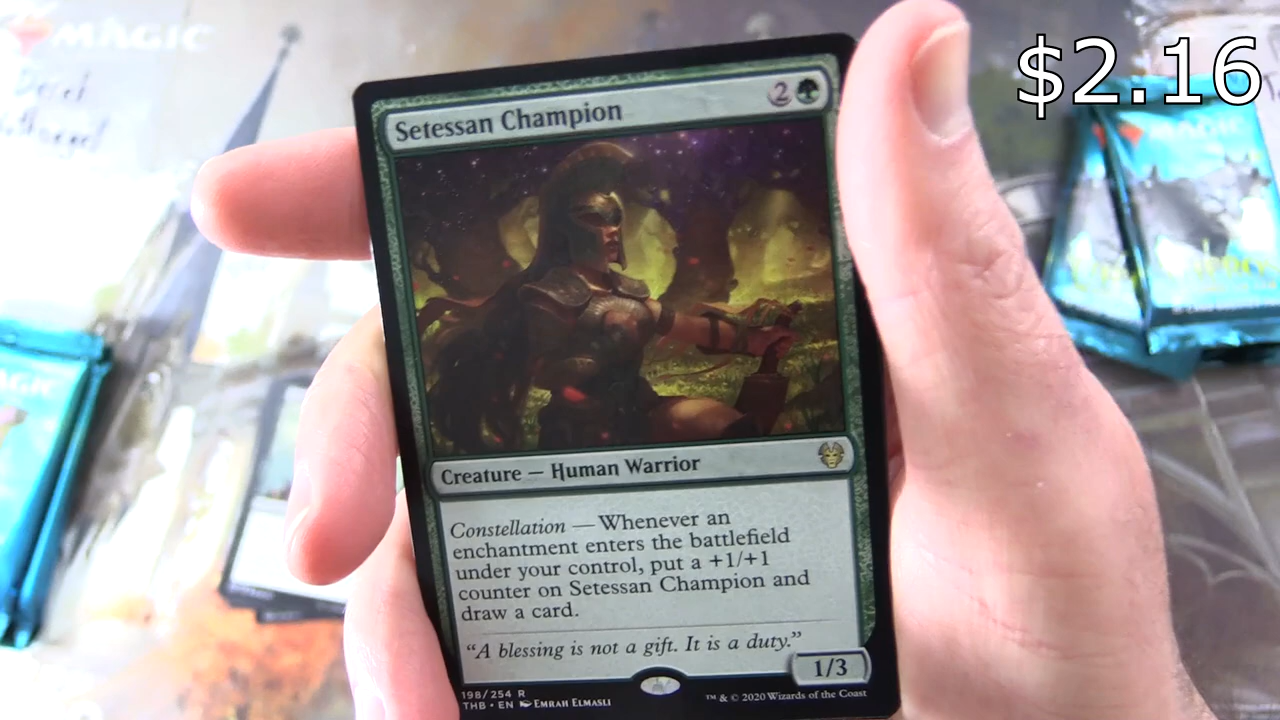 $2.16
MAGIC
Setessan Champion 2
Creature — Human Warrior
Constellation — Whenever an
enchantment enters the battlefield
under your control, put a +1/+1
counter on Setessan Champion and
draw a card.
“A blessing is not a gift. It is a duty.”
1/3
198/254 R
THB • EN EMRAH ELMASLI
™ & © 2020 Wizards of the Coast
MAGIC